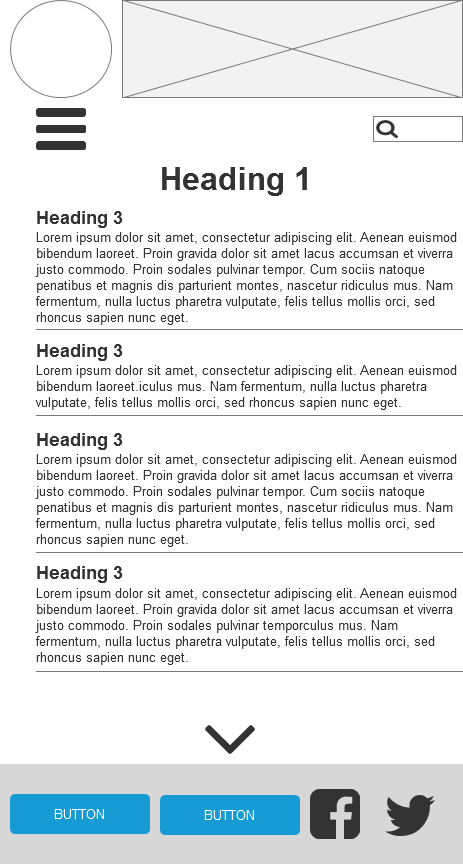 Heading 1
Heading 3
Lorem ipsum dolor sit amet, consectetur adipiscing elit. Aenean euismod
bibendum laoreet. Proin gravida dolor sit amet lacus accumsan et viverra
justo commodo. Proin sodales pulvinar tempor. Cum sociis natoque
penatibus et magnis dis parturient montes, nascetur ridiculus mus. Nam
fermentum, nulla luctus pharetra vulputate, felis tellus mollis orci, sed
rhoncus sapien nunc eget.
Heading 3
Lorem ipsum dolor sit amet, consectetur adipiscing elit. Aenean euismod
bibendum laoreet.iculus mus. Nam fermentum, nulla luctus pharetra
vulputate, felis tellus mollis orci, sed rhoncus sapien nunc eget.
Heading 3
Lorem ipsum dolor sit amet, consectetur adipiscing elit. Aenean euismod
bibendum laoreet. Proin gravida dolor sit amet lacus accumsan et viverra
justo commodo. Proin sodales pulvinar tempor. Cum sociis natoque
penatibus et magnis dis parturient montes, nascetur ridiculus mus. Nam
fermentum, nulla luctus pharetra vulputate, felis tellus mollis orci, sed
rhoncus sapien nunc eget.
Heading 3
Lorem ipsum dolor sit amet, consectetur adipiscing elit. Aenean euismod
bibendum laoreet. Proin gravida dolor sit amet lacus accumsan et viverra
justo commodo. Proin sodales pulvinar temporculus mus. Nam
fermentum, nulla luctus pharetra vulputate, felis tellus mollis orci, sed
rhoncus sapien nunc eget.
BUTTON
BUTTON